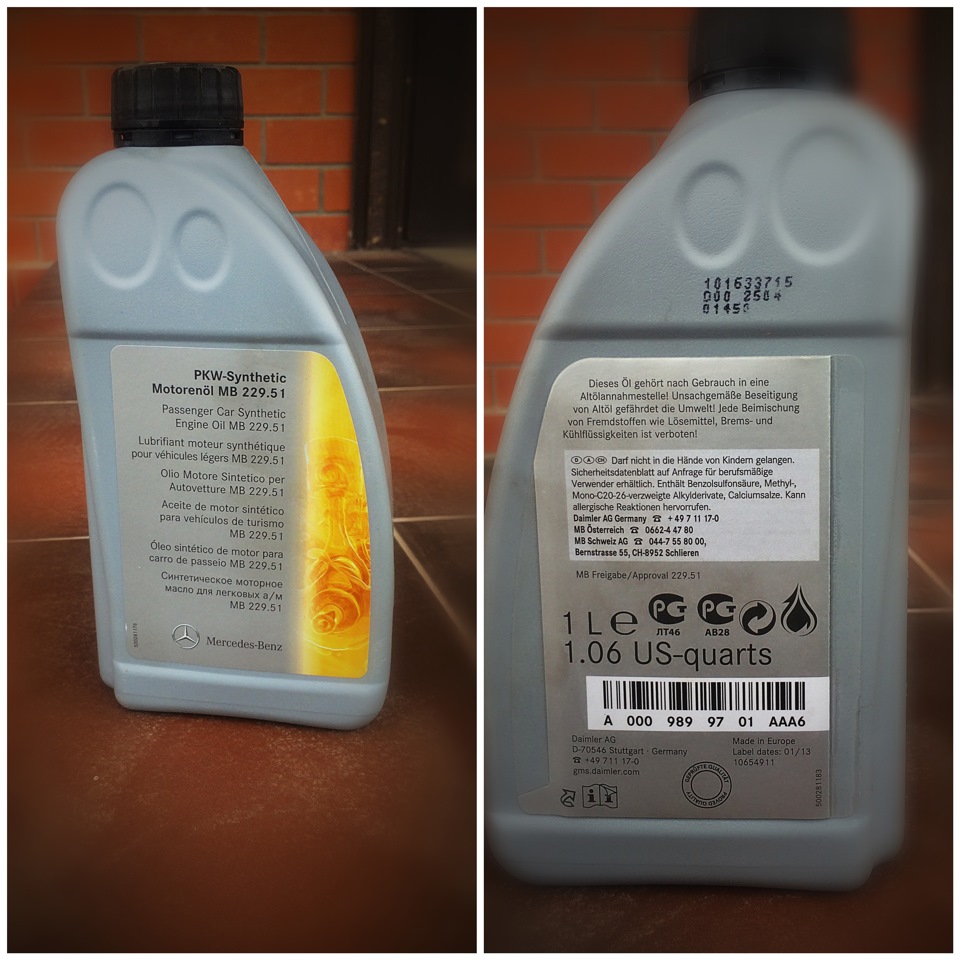 PKW-Synthetic
Motorenöl MB 229.51
Passenger Car Synthetic
Engine Oil MB 229.51
Lubrifiant moteur synthétique
pour véhicules légers MB 229.51
Olio Motore Sintetico per
Autovetture MB 229.51
Aceite de motor sintético
para vehículos de turismo
MB 229.51
Óleo sintético de motor para
carro de passeio MB 229.51
Синтетическое моторное
масло для легковых а/м
MB 229.51
Mercedes-Benz
101633715
000 2504
Dieses Öl gehört nach Gebrauch in eine
Altölannahmestelle! Unsachgemäße Beseitigung
von Altöl gefährdet die Umwelt! Jede Beimischung
von Fremdstoffen wie Lösemittel, Brems- und
Kühlflüssigkeiten ist verboten!
D A CH Darf nicht in die Hände von Kindern gelangen.
Sicherheitsdatenblatt auf Anfrage für berufsmäßige
Verwender erhältlich. Enthält Benzolsulfonsäure, Methyl-,
Mono-C20-26-verzweigte Alkylderivate, Calciumsalze. Kann
allergische Reaktionen hervorrufen.
Daimler AG Germany ☎ +49 7 11 17-0
MB Österreich ☎ 0662-4 47 80
MB Schweiz AG ☎ 044-7 55 80 00,
Bernstrasse 55, CH-8952 Schlieren
MB Freigabe/Approval 229.51
1 L e
ЛТ46 АВ28
1.06 US-quarts
A 000 989 97 01 AAA6
Daimler AG
D-70546 Stuttgart · Germany
☎ +49 711 17-0
gms.daimler.com
Made in Europe
Label dates: 01/13
10654911
GEPRÜFTE QUALITÄT
PROVED QUALITY
500281183